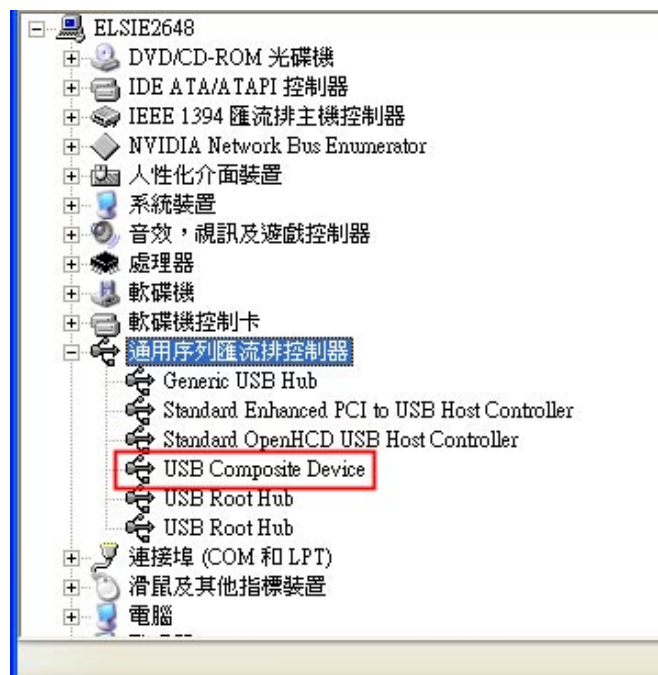 ELSIE2648
DVD/CD-ROM 光碟機
IDE ATA/ATAPI 控制器
IEEE 1394 匯流排主機控制器
NVIDIA Network Bus Enumerator
人性化介面裝置
系統裝置
音效，視訊及遊戲控制器
處理器
軟碟機
軟碟機控制卡
通用序列匯流排控制器
Generic USB Hub
Standard Enhanced PCI to USB Host Controller
Standard OpenHCD USB Host Controller
USB Composite Device
USB Root Hub
USB Root Hub
連接埠 (COM 和 LPT)
滑鼠及其他指標裝置
電腦